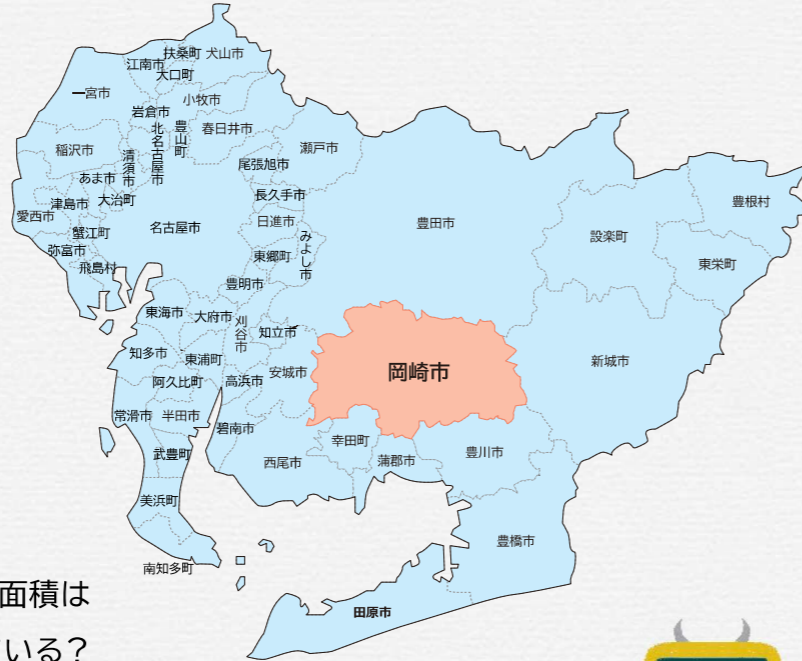 扶桑町
犬山市
江南市
大口町
一宮市
小牧市
岩倉市
北名古屋市
豊山町
春日井市
稲沢市
清須市
瀬戸市
尾張旭市
あま市
長久手市
津島市
大治町
愛西市
豊根村
名古屋市
日進市
豊田市
蟹江町
みよし市
設楽町
弥富市
東郷町
飛島村
東栄町
豊明市
東海市
大府市
刈谷市
知立市
知多市
東浦町
新城市
安城市
岡崎市
阿久比町
高浜市
常滑市
半田市
碧南市
幸田町
武豊町
西尾市
蒲郡市
豊川市
美浜町
豊橋市
南知多町
面積は
いる?
田原市